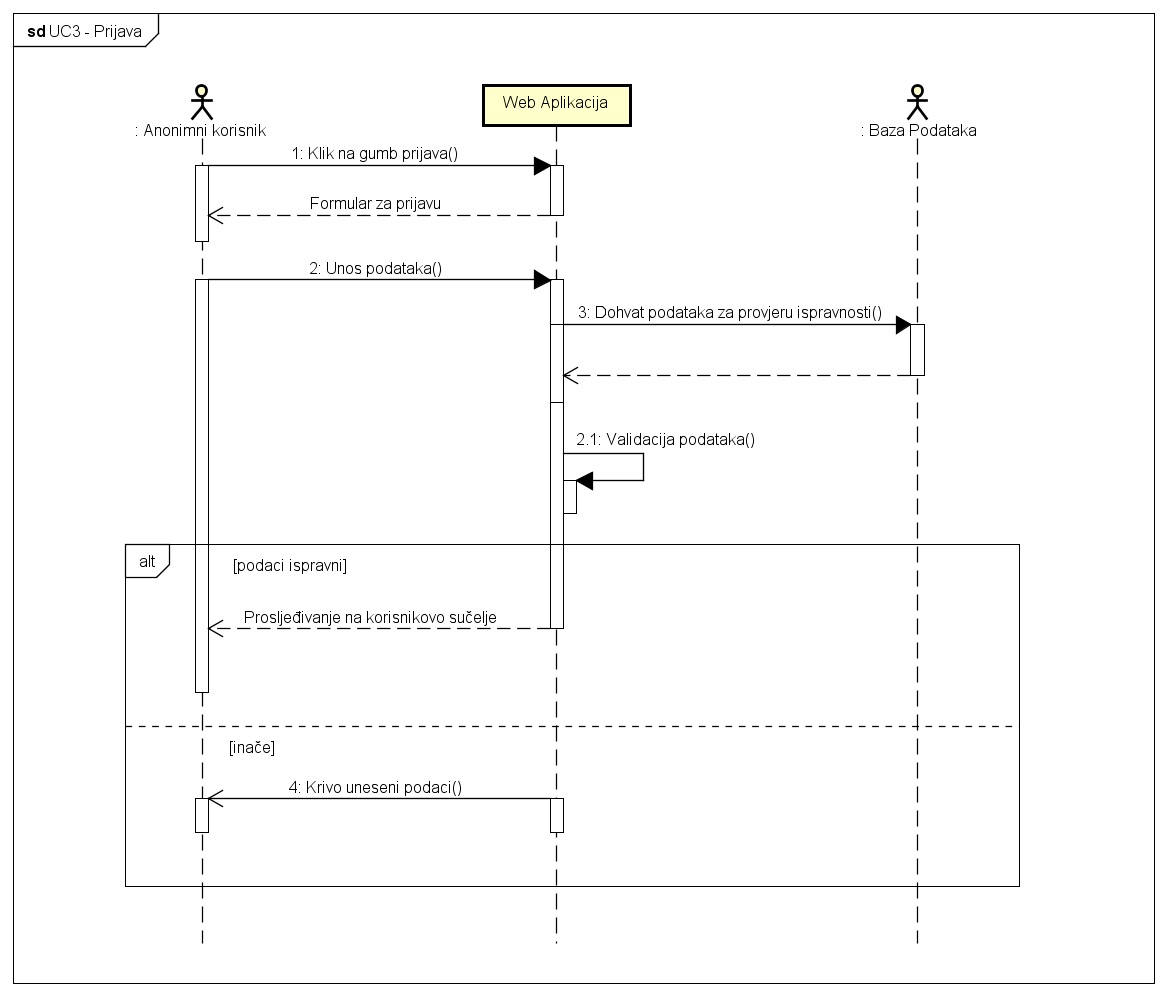 sd UC3 - Prijava
Web Aplikacija
: Anonimni korisnik
: Baza Podataka
1: Klik na gumb prijava()
Formular za prijavu
2: Unos podataka()
3: Dohvat podataka za provjeru ispravnosti()
2.1: Validacija podataka()
alt
[podaci ispravni]
Prosljeđivanje na korisnikovo sučelje
[inače]
4: Krivo uneseni podaci()